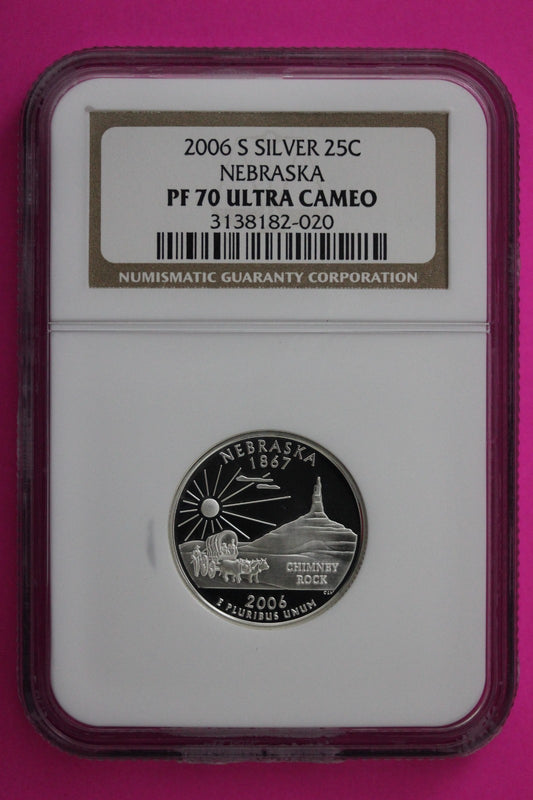 2006 S SILVER 25C
NEBRASKA
PF 70 ULTRA CAMEO
3138182-020
NUMISMATIC GUARANTY CORPORATION
NEBRASKA
1867
CHIMNEY
ROCK
2006
E PLURIBUS UNUM